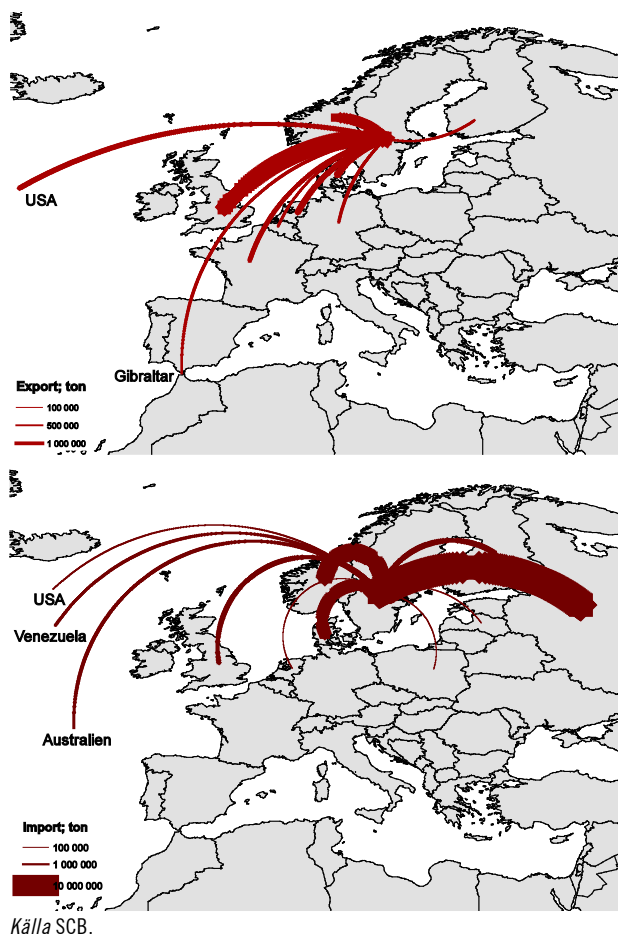 USA
Gibraltar
Export; ton
100 000
500 000
1 000 000
USA
Venezuela
Australien
Import; ton
100 000
1 000 000
10 000 000
Källa SCB.